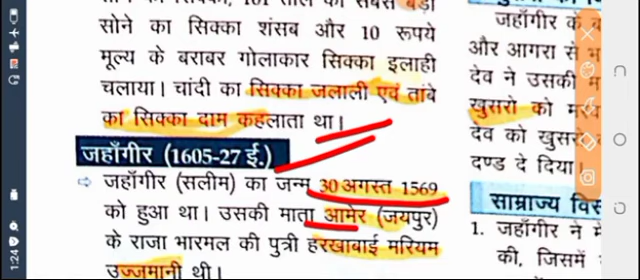 सोने का सिक्का शंसब और 10 रूपये
मूल्य के बराबर गोलाकार सिक्का इलाही
चलाया। चांदी का सिक्का जलाली एवं तांबे
का सिक्का दाम कहलाता था।
जहाँगीर (1605-27 ई.)
⇨ जहाँगीर (सलीम) का जन्म 30 अगस्त 1569
को हुआ था। उसकी माता आमेर (जयपुर)
के राजा भारमल की पुत्री हरखाबाई मरियम
उज्जमानी थी।
जहाँगीर के
और आगरा से
देव ने उसकी
खुसरो को
देव को
दण्ड दे दिया।
साम्राज्य
1. जहाँगीर ने
की, जिसमें
1:24